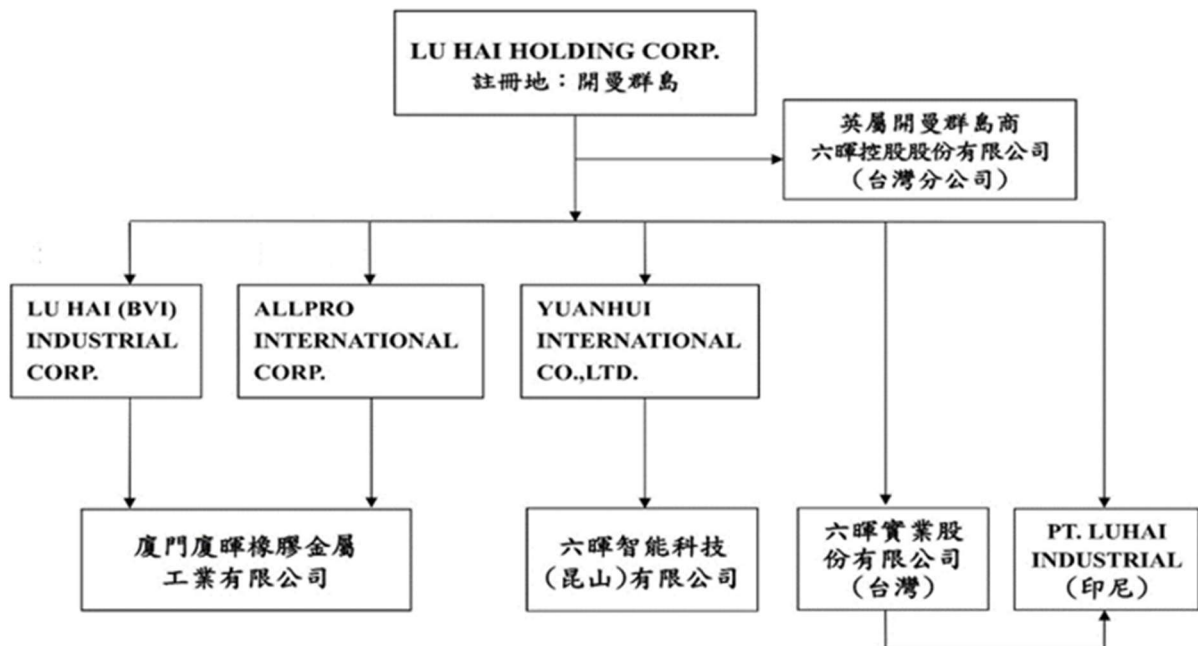 LU HAI HOLDING CORP.
註冊地：開曼群島
英屬開曼群島商
六暉控股股份有限公司
(台灣分公司)
LU HAI (BVI)
INDUSTRIAL
CORP.
ALLPRO
INTERNATIONAL
CORP.
YUANHUI
INTERNATIONAL
CO.,LTD.
廈門廈暉橡膠金屬
工業有限公司
六暉智能科技
(昆山)有限公司
六暉實業股
份有限公司
(台灣)
PT. LUHAI
INDUSTRIAL
(印尼)